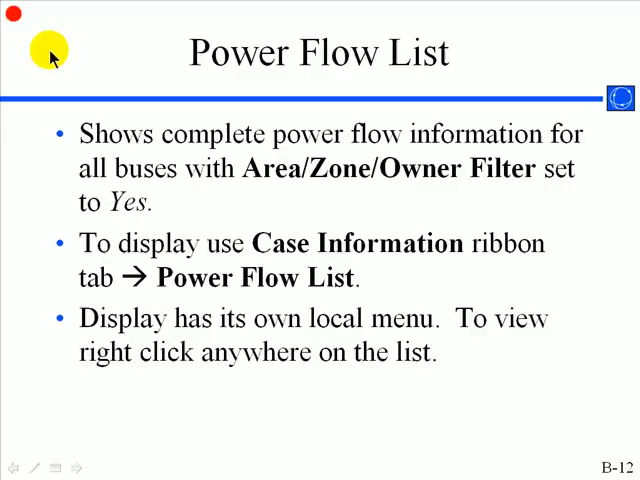 Power Flow List
• Shows complete power flow information for
all buses with Area/Zone/Owner Filter set
to Yes.
• To display use Case Information ribbon
tab → Power Flow List.
• Display has its own local menu.  To view
right click anywhere on the list.
B-12